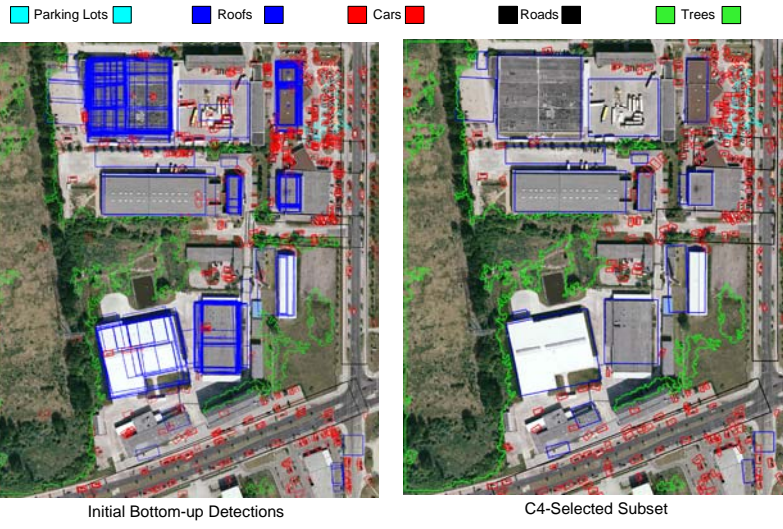 Parking Lots Roofs Cars Roads Trees
Initial Bottom-up Detections
C4-Selected Subset